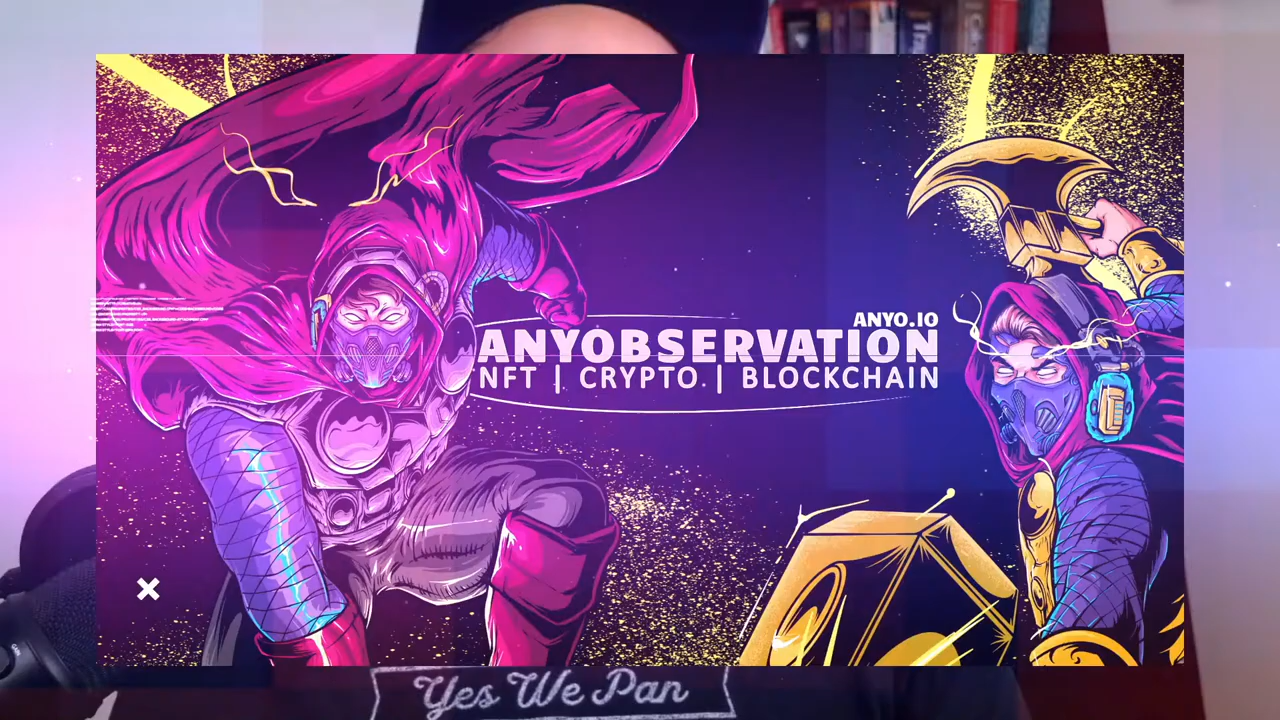 ANYO.IO
ANYOBSERVATION
NFT | CRYPTO | BLOCKCHAIN
Yes We Pan